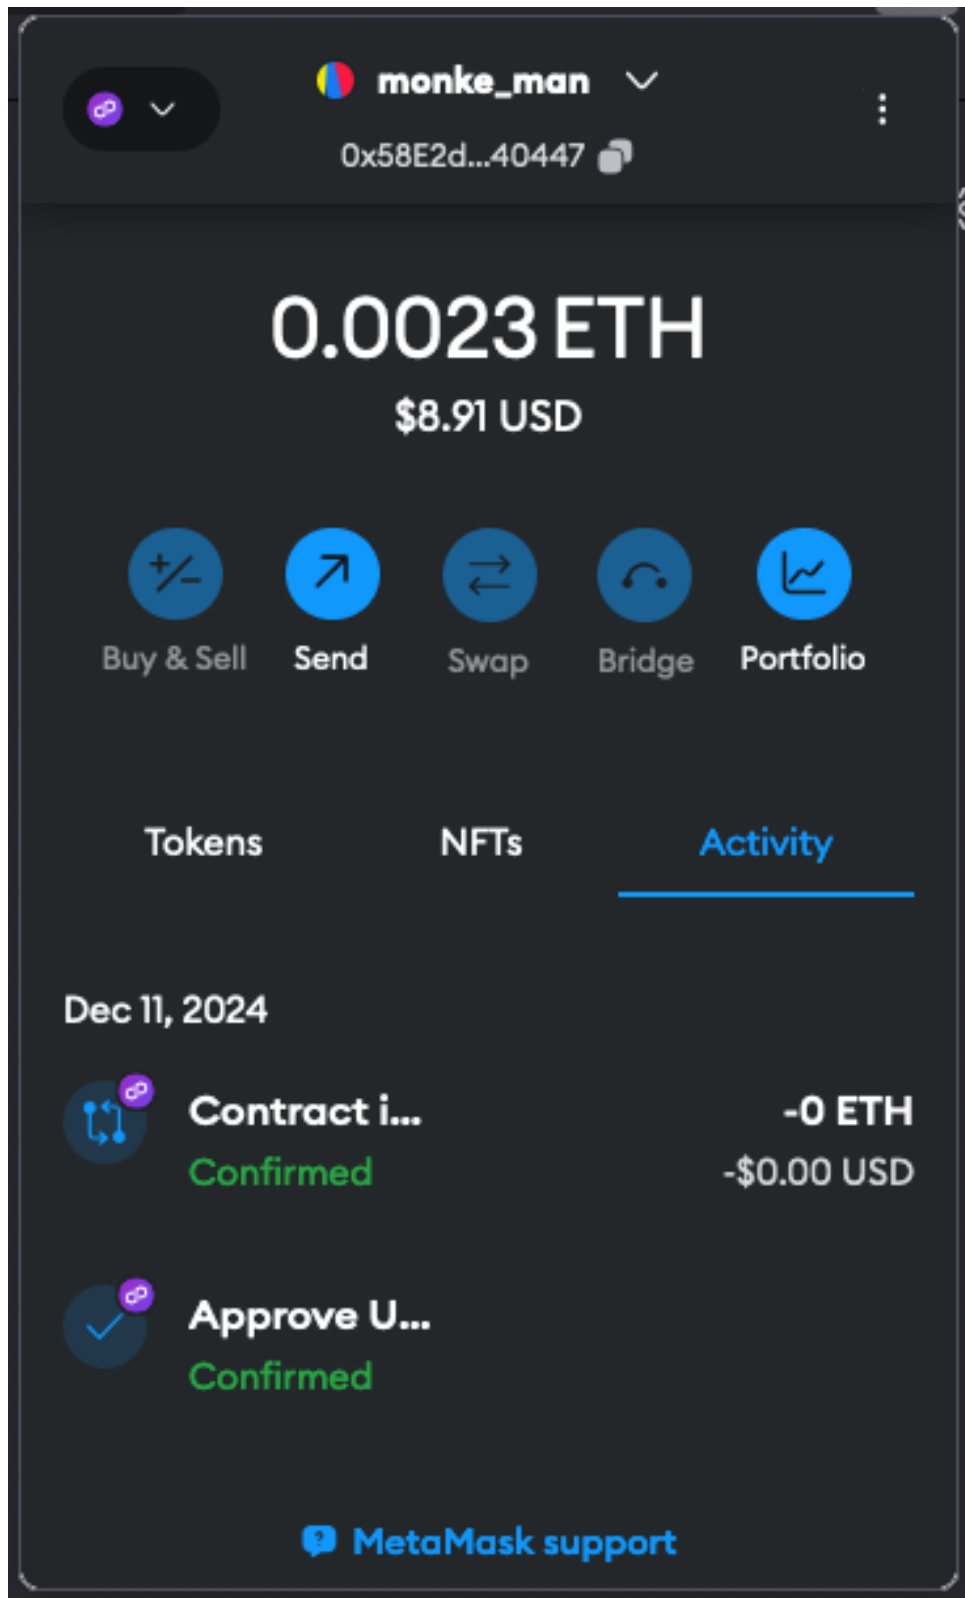 monke_man
0x58E2d...40447
0.0023 ETH
$8.91 USD
Buy & Sell
Send
Swap
Bridge
Portfolio
Tokens
NFTs
Activity
Dec 11, 2024
Contract i...
-0 ETH
Confirmed
-$0.00 USD
Approve U...
Confirmed
MetaMask support